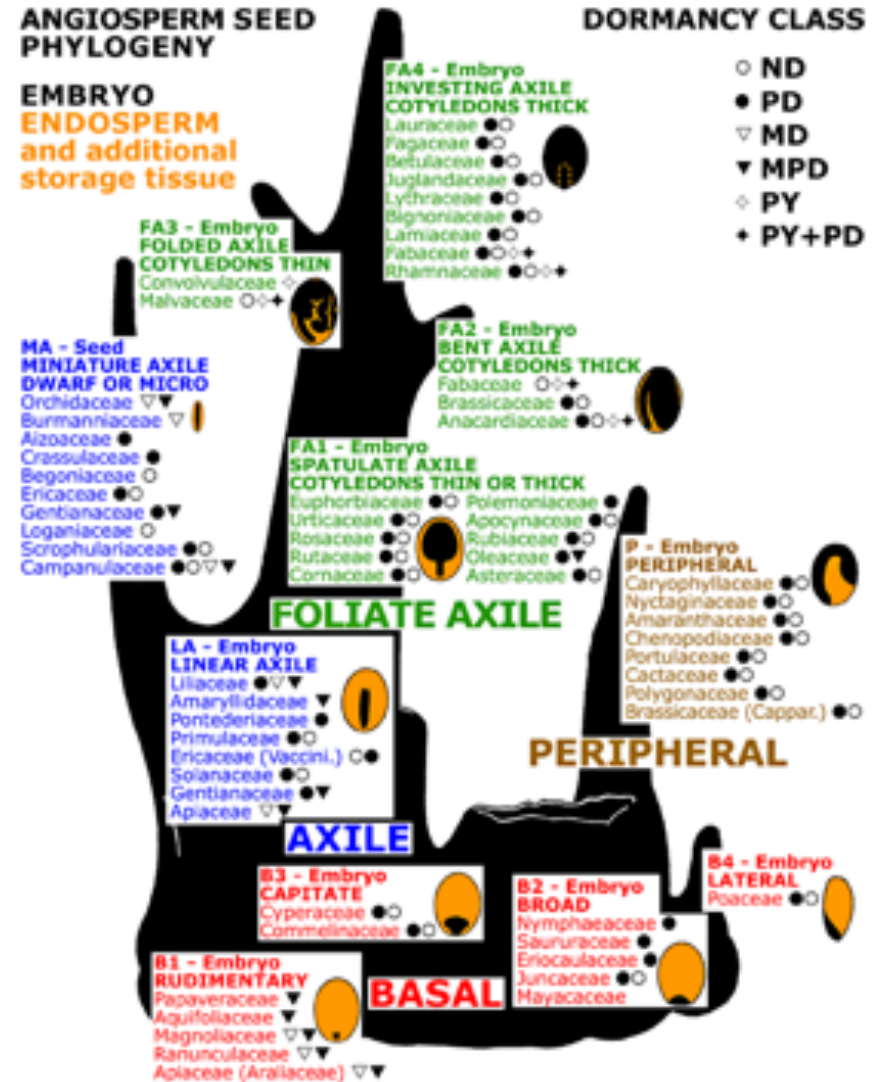 ANGIOSPERM SEED
PHYLOGENY
EMBRYO
ENDOSPERM
and additional
storage tissue
DORMANCY CLASS
○ ND
● PD
▽ MD
▼ MPD
⟡ PY
✦ PY+PD
FA4 - Embryo
INVESTING AXILE
COTYLEDONS THICK
Lauraceae ●○
Fagaceae ●○
Betulaceae ●○
Juglandaceae ●○
Lythraceae ●○
Bignoniaceae ●○
Lamiaceae ●○
Fabaceae ●○⟡✦
Rhamnaceae ●○⟡✦
FA3 - Embryo
FOLDED AXILE
COTYLEDONS THIN
Convolvulaceae ⟡
Malvaceae ○⟡✦
FA2 - Embryo
BENT AXILE
COTYLEDONS THICK
Fabaceae ○⟡✦
Brassicaceae ●○
Anacardiaceae ●○⟡✦
MA - Seed
MINIATURE AXILE
DWARF OR MICRO
Orchidaceae ▽▼
Burmanniaceae ▽
Aizoaceae ●
Crassulaceae ●
Begoniaceae ○
Ericaceae ●○
Gentianaceae ●▼
Loganiaceae ○
Scrophulariaceae ●○
Campanulaceae ●○▽▼
FA1 - Embryo
SPATULATE AXILE
COTYLEDONS THIN OR THICK
Euphorbiaceae ●○ Polemoniaceae ●
Urticaceae ●○ Apocynaceae ●○
Rosaceae ●○ Rubiaceae ●○
Rutaceae ●○ Oleaceae ●▼
Cornaceae ●○ Asteraceae ●○
FOLIATE AXILE
P - Embryo
PERIPHERAL
Caryophyllaceae ●○
Nyctaginaceae ●○
Amaranthaceae ●○
Chenopodiaceae ●○
Portulaceae ●○
Cactaceae ●○
Polygonaceae ●○
Brassicaceae (Cappar.) ●○
PERIPHERAL
LA - Embryo
LINEAR AXILE
Liliaceae ●▽▼
Amaryllidaceae ▼
Pontederiaceae ●
Primulaceae ●○
Ericaceae (Vaccini.) ○●
Solanaceae ●○
Gentianaceae ●▼
Apiaceae ▽▼
AXILE
B3 - Embryo
CAPITATE
Cyperaceae ●○
Commelinaceae ●○
B2 - Embryo
BROAD
Nymphaeaceae ●
Saururaceae ●
Eriocaulaceae ●
Juncaceae ●○
Mayacaceae
B4 - Embryo
LATERAL
Poaceae ●○
B1 - Embryo
RUDIMENTARY
Papaveraceae ▼
Aquifoliaceae ▼
Magnoliaceae ▽▼
Ranunculaceae ▽▼
Apiaceae (Araliaceae) ▽▼
BASAL